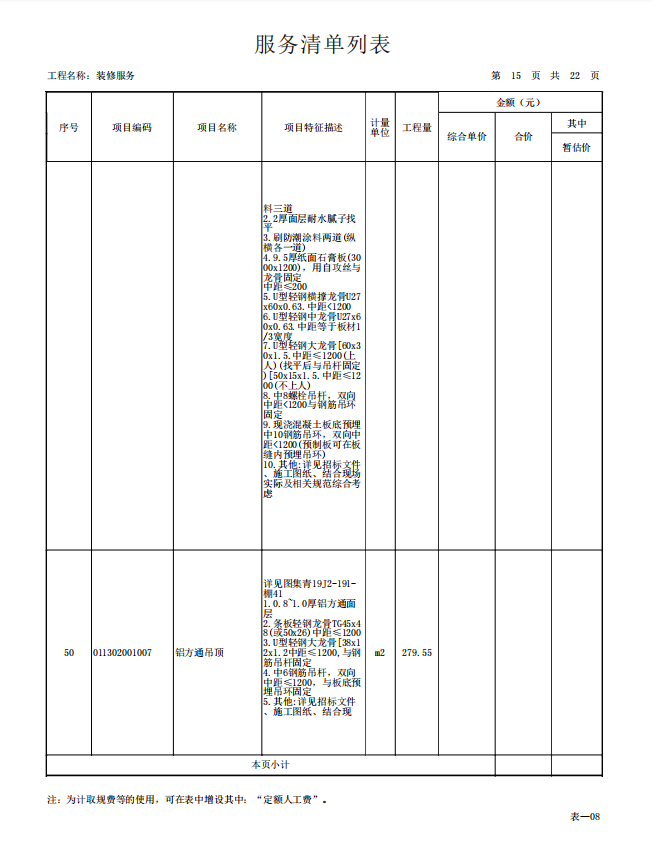 服务清单列表
工程名称：装修服务
第 15 页 共 22 页
序号
项目编码
项目名称
项目特征描述
计量
单位
工程量
金额（元）
综合单价
合价
其中
暂估价
料三道
2.2厚面层耐水腻子找
平
3.刷防潮涂料两道(纵
横各一道)
4.9.5厚纸面石膏板(30
00x1200)，用自攻丝与
龙骨固定
中距≤200
5.U型轻钢横撑龙骨U27
x60x0.63.中距<1200
6.U型轻钢中龙骨U27x6
0x0.63.中距等于板材1
/3宽度
7.U型轻钢大龙骨[60x3
0x1.5.中距≤1200(上
人)(找平后与吊杆固定
)[50x15x1.5.中距≤12
00(不上人)
8.中8螺栓吊杆，双向
中距<1200与钢筋吊环
固定
9.现浇混凝土板底预埋
中10钢筋吊环，双向中
距<1200(预制板可在板
缝内预埋吊环)
10.其他:详见招标文件
、施工图纸、结合现场
实际及相关规范综合考
虑
50
011302001007
铝方通吊顶
详见图集青19J2-191-
棚41
1.0.8~1.0厚铝方通面
层
2.条板轻钢龙骨TG45x4
8(或50x26)中距≤1200
3.U型轻钢大龙骨[38x1
2x1.2中距≤1200,与钢
筋吊杆固定
4.中6钢筋吊杆，双向
中距≤1200，与板底预
埋吊环固定
5.其他:详见招标文件
、施工图纸、结合现
m2
279.55
本页小计
注：为计取规费等的使用，可在表中增设其中：“定额人工费”。
表—08